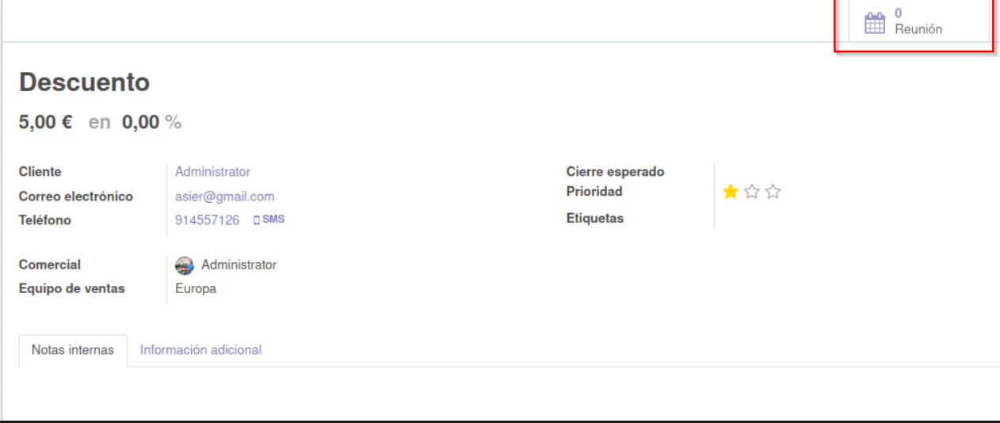 0
Reunión
Descuento
5,00 € en 0,00 %
Cliente Administrator
Correo electrónico asier@gmail.com
Teléfono 914557126 SMS
Comercial Administrator
Equipo de ventas Europa
Cierre esperado
Prioridad
Etiquetas
Notas internas Información adicional